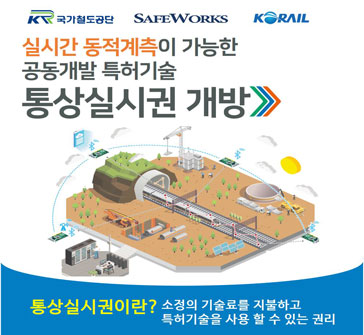 KR 국가철도공단 SAFEWORKS KORAIL
실시간 동적계측이 가능한
공동개발 특허기술
통상실시권 개방
통상실시권이란? 소정의 기술료를 지불하고
특허기술을 사용 할 수 있는 권리